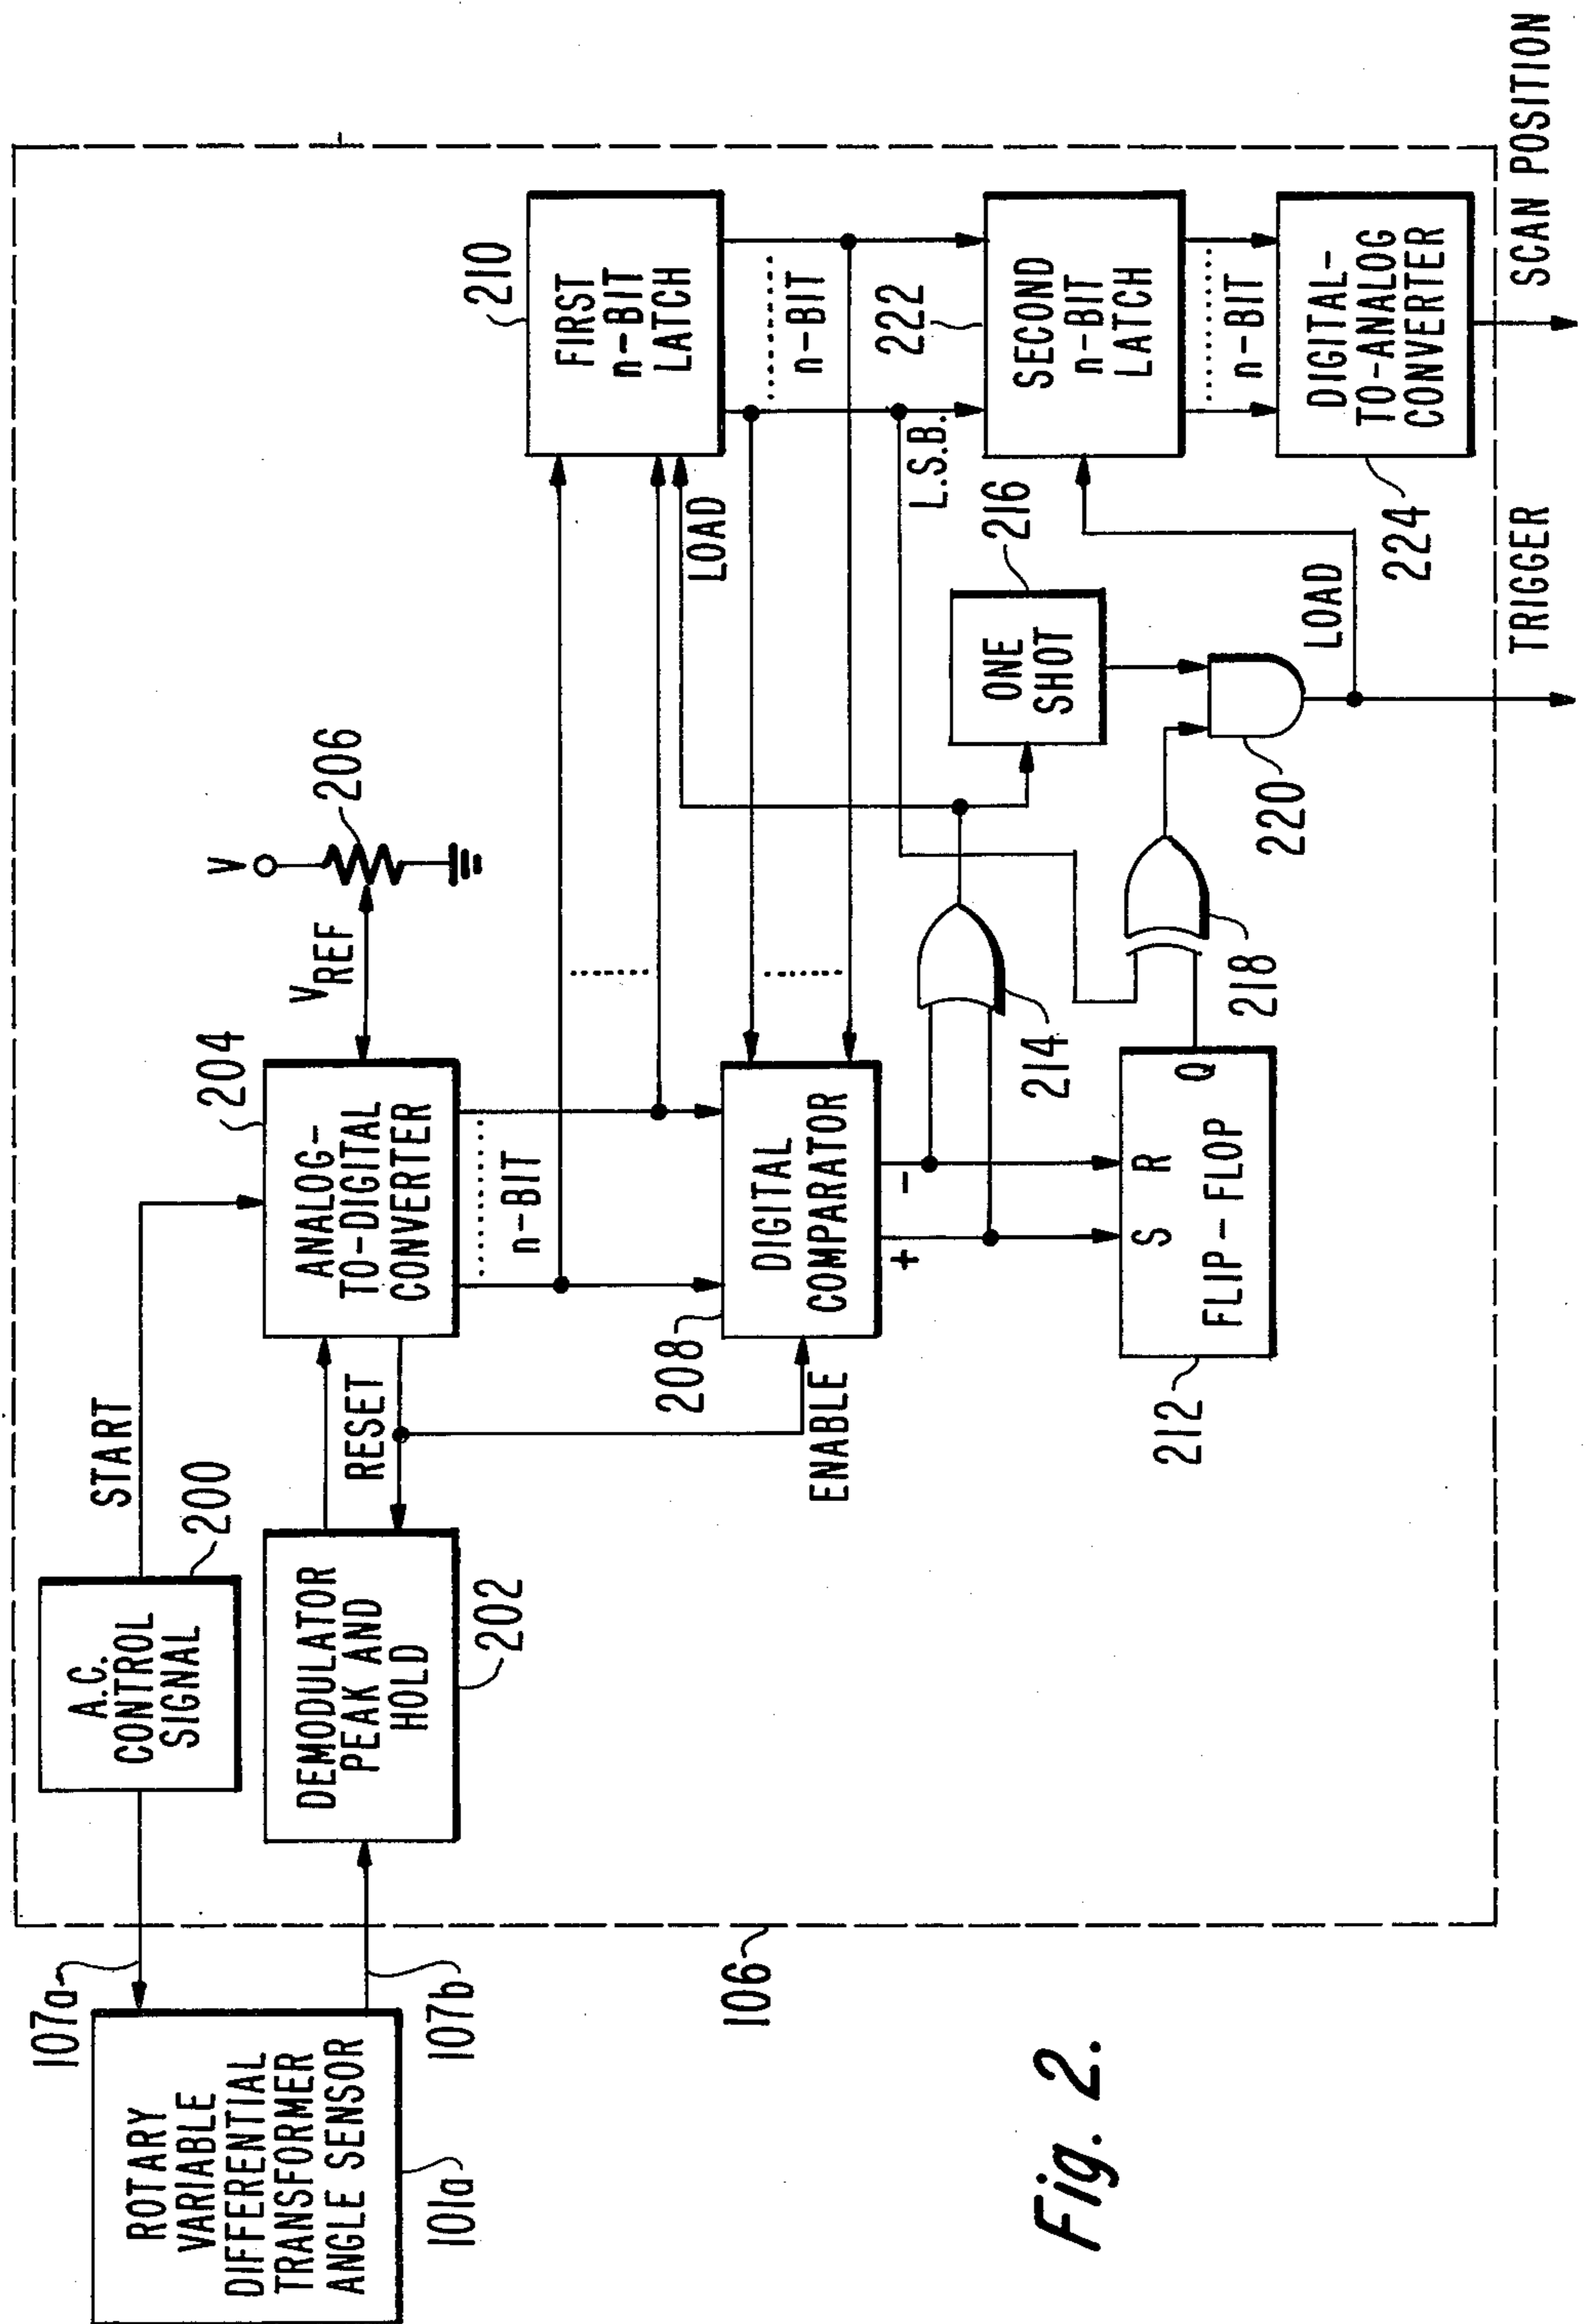 107a
ROTARY
VARIABLE
DIFFERENTIAL
TRANSFORMER
ANGLE SENSOR
101a
107b
A.C.
CONTROL
SIGNAL
200
START
DEMODULATOR
PEAK AND
HOLD
202
RESET
204
ANALOG-
TO-DIGITAL
CONVERTER
VREF
V
206
n-BIT
208
ENABLE
DIGITAL
COMPARATOR
+ -
210
FIRST
n-BIT
LATCH
LOAD
n-BIT
L.S.B.
222
SECOND
n-BIT
LATCH
n-BIT
DIGITAL-
TO-ANALOG
CONVERTER
224
214
216
ONE
SHOT
212
S R
Q
FLIP-FLOP
218
220
LOAD
106
TRIGGER
SCAN POSITION
Fig. 2.